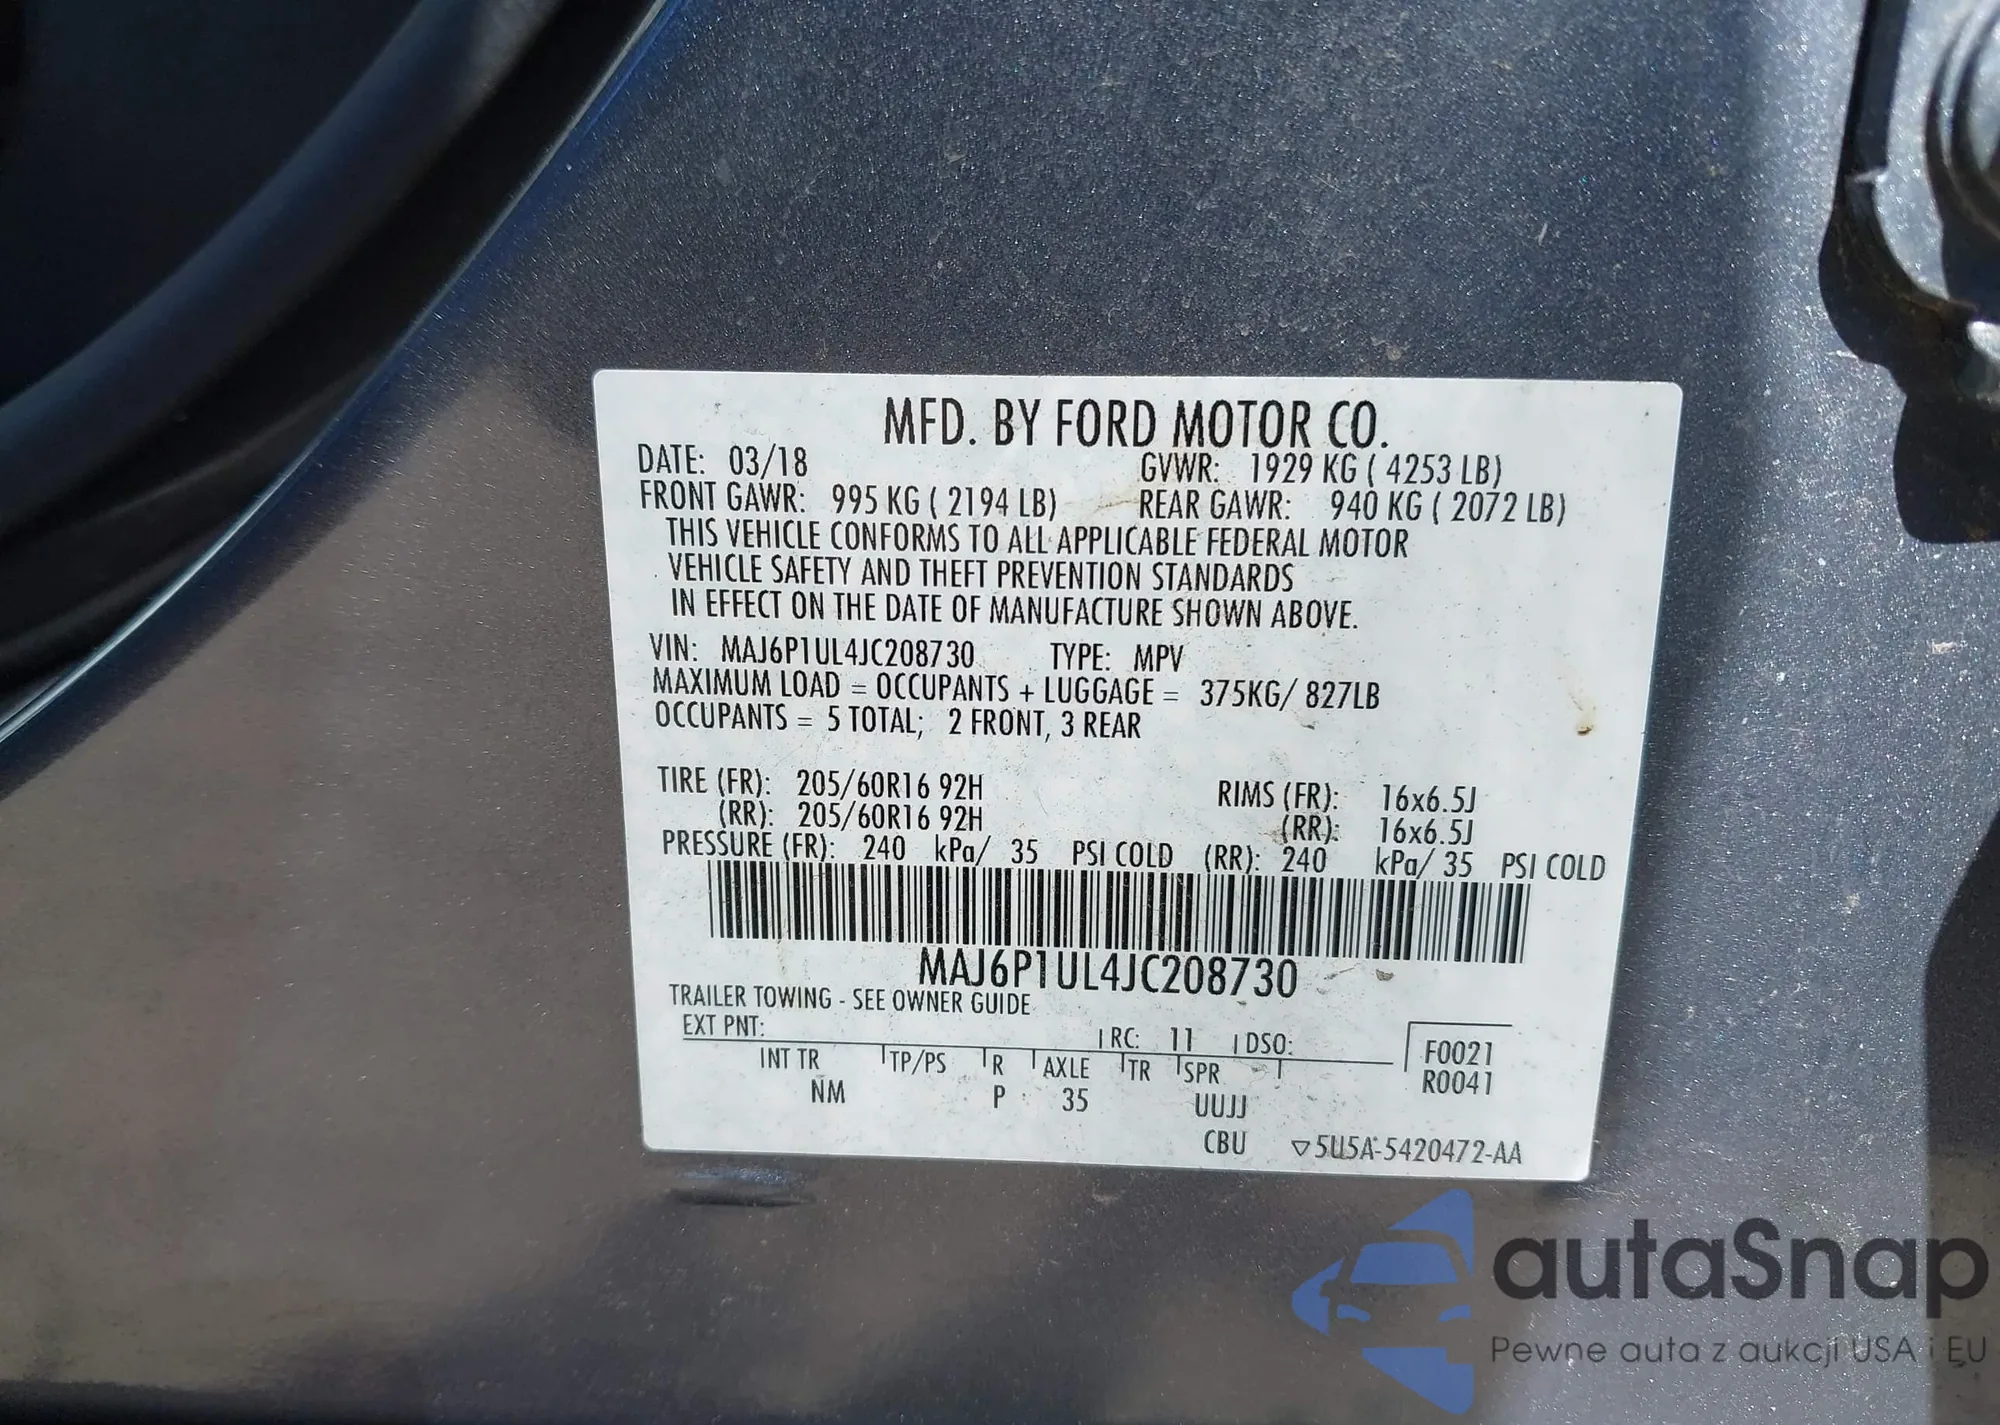 MFD. BY FORD MOTOR CO.
DATE: 03/18 GVWR: 1929 KG ( 4253 LB)
FRONT GAWR: 995 KG ( 2194 LB) REAR GAWR: 940 KG ( 2072 LB)
THIS VEHICLE CONFORMS TO ALL APPLICABLE FEDERAL MOTOR
VEHICLE SAFETY AND THEFT PREVENTION STANDARDS
IN EFFECT ON THE DATE OF MANUFACTURE SHOWN ABOVE.
VIN: MAJ6P1UL4JC208730 TYPE: MPV
MAXIMUM LOAD = OCCUPANTS + LUGGAGE = 375KG/ 827LB
OCCUPANTS = 5 TOTAL; 2 FRONT, 3 REAR
TIRE (FR): 205/60R16 92H RIMS (FR): 16x6.5J
(RR): 205/60R16 92H (RR): 16x6.5J
PRESSURE (FR): 240 kPa/ 35 PSI COLD (RR): 240 kPa/ 35 PSI COLD
MAJ6P1UL4JC208730
TRAILER TOWING - SEE OWNER GUIDE
EXT PNT: RC: 11 DSO: F0021
INT TR TP/PS R AXLE TR SPR R0041
NM P 35 UUJJ
CBU ▽5U5A-5420472-AA
autaSnap
Pewne auta z aukcji USA i EU